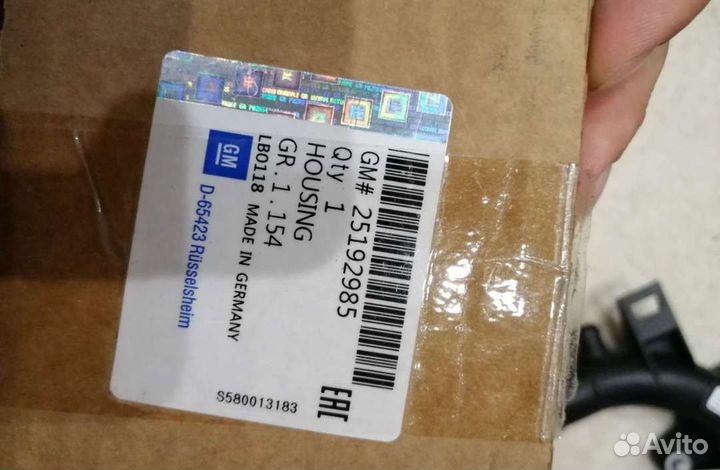 GM# 25192985
Qty 1
HOUSING
GR. 1 . 154
LB0118 MADE IN GERMANY
GM
D-65423 Rüsselsheim
EAC
S580013183
Avito